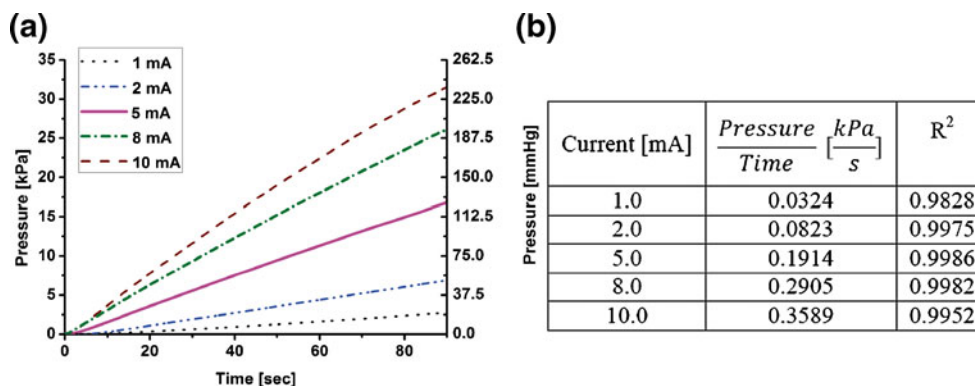 (a)
35
30
25
20
15
10
5
0
Pressure [kPa]
1 mA
2 mA
5 mA
8 mA
10 mA
262.5
225.0
187.5
150.0
112.5
75.0
37.5
0.0
Pressure [mmHg]
0 20 40 60 80
Time [sec]
(b)
Current [mA] Pressure/Time [kPa/s] R²
1.0 0.0324 0.9828
2.0 0.0823 0.9975
5.0 0.1914 0.9986
8.0 0.2905 0.9982
10.0 0.3589 0.9952